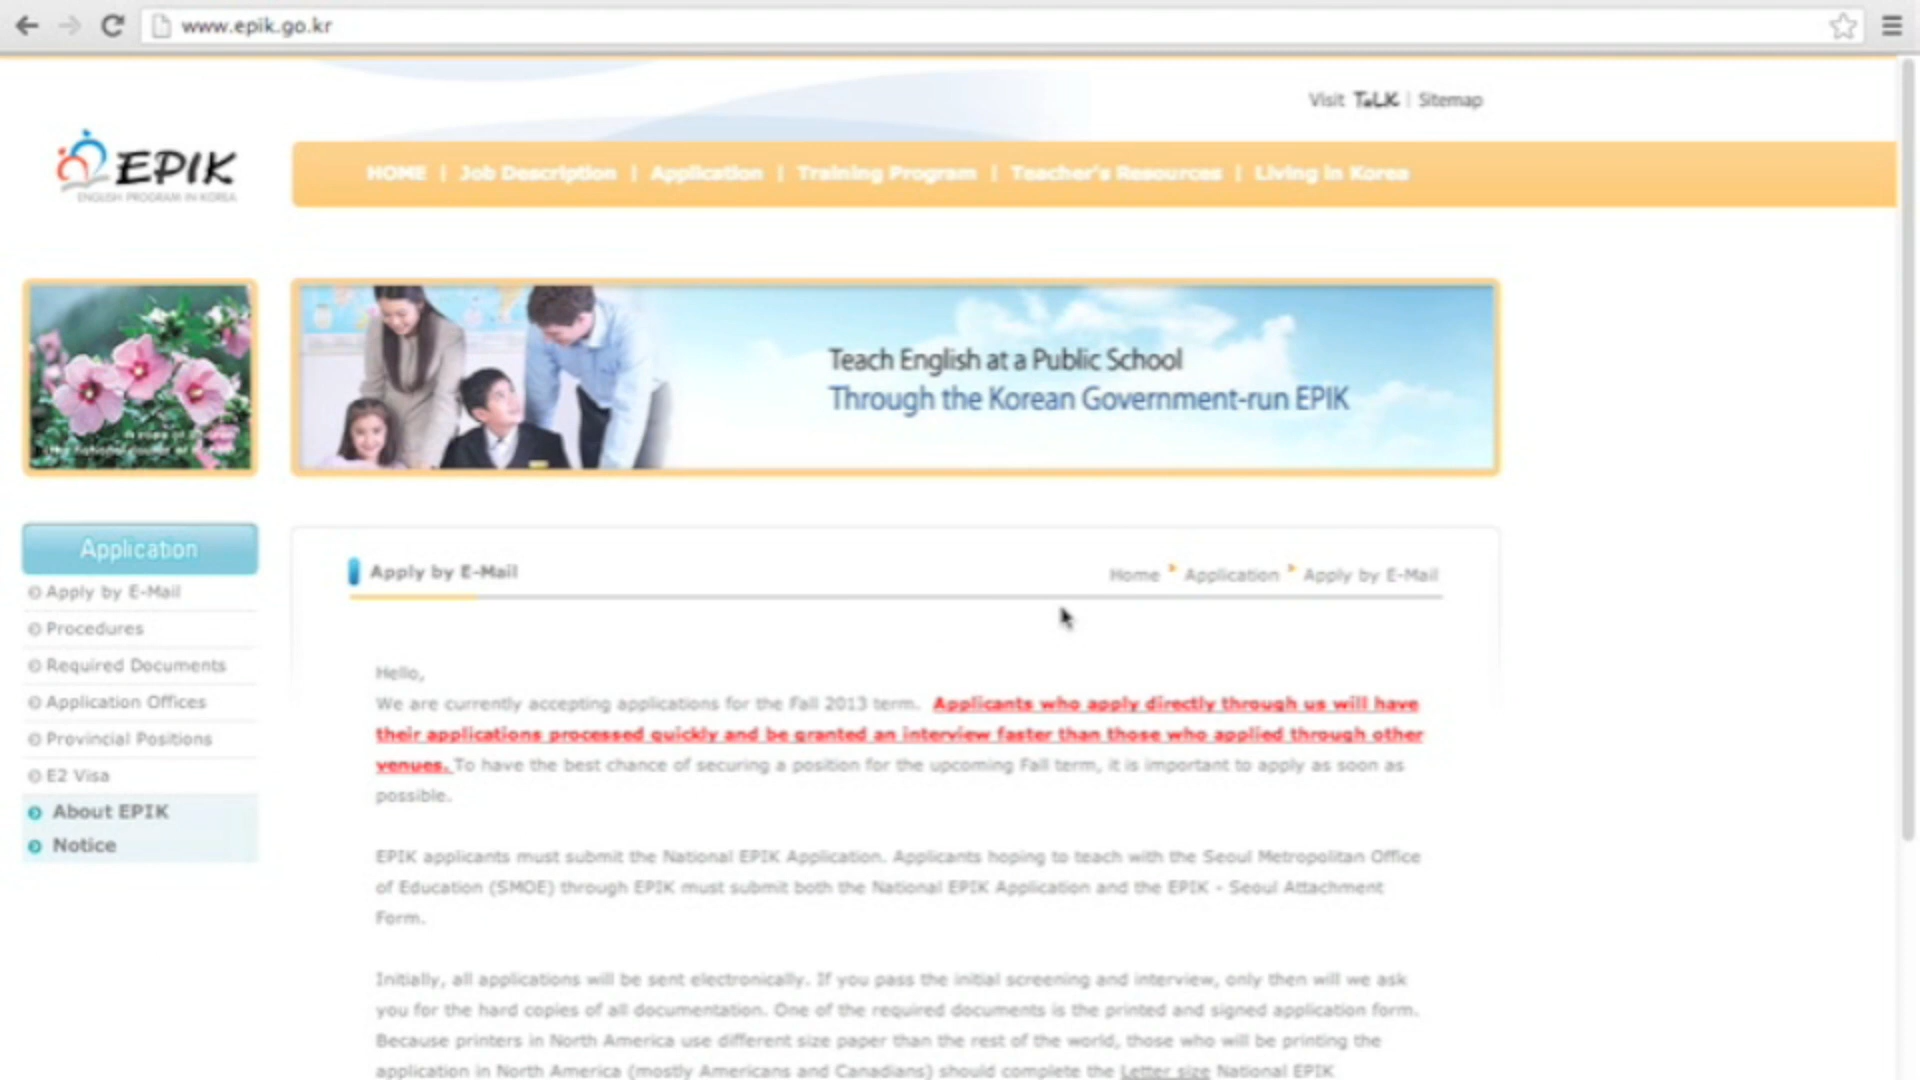 www.epik.go.kr
Visit TaLK | Sitemap
EPIK
ENGLISH PROGRAM IN KOREA
HOME | Job Description | Application | Training Program | Teacher's Resources | Living in Korea
Teach English at a Public School
Through the Korean Government-run EPIK
Application
Apply by E-Mail
Procedures
Required Documents
Application Offices
Provincial Positions
E2 Visa
About EPIK
Notice
Apply by E-Mail
Home Application Apply by E-Mail
Hello,
We are currently accepting applications for the Fall 2013 term. Applicants who apply directly through us will have
their applications processed quickly and be granted an interview faster than those who applied through other
venues. To have the best chance of securing a position for the upcoming Fall term, it is important to apply as soon as
possible.
EPIK applicants must submit the National EPIK Application. Applicants hoping to teach with the Seoul Metropolitan Office
of Education (SMOE) through EPIK must submit both the National EPIK Application and the EPIK - Seoul Attachment
Form.
Initially, all applications will be sent electronically. If you pass the initial screening and interview, only then will we ask
you for the hard copies of all documentation. One of the required documents is the printed and signed application form.
Because printers in North America use different size paper than the rest of the world, those who will be printing the
application in North America (mostly Americans and Canadians) should complete the Letter size National EPIK